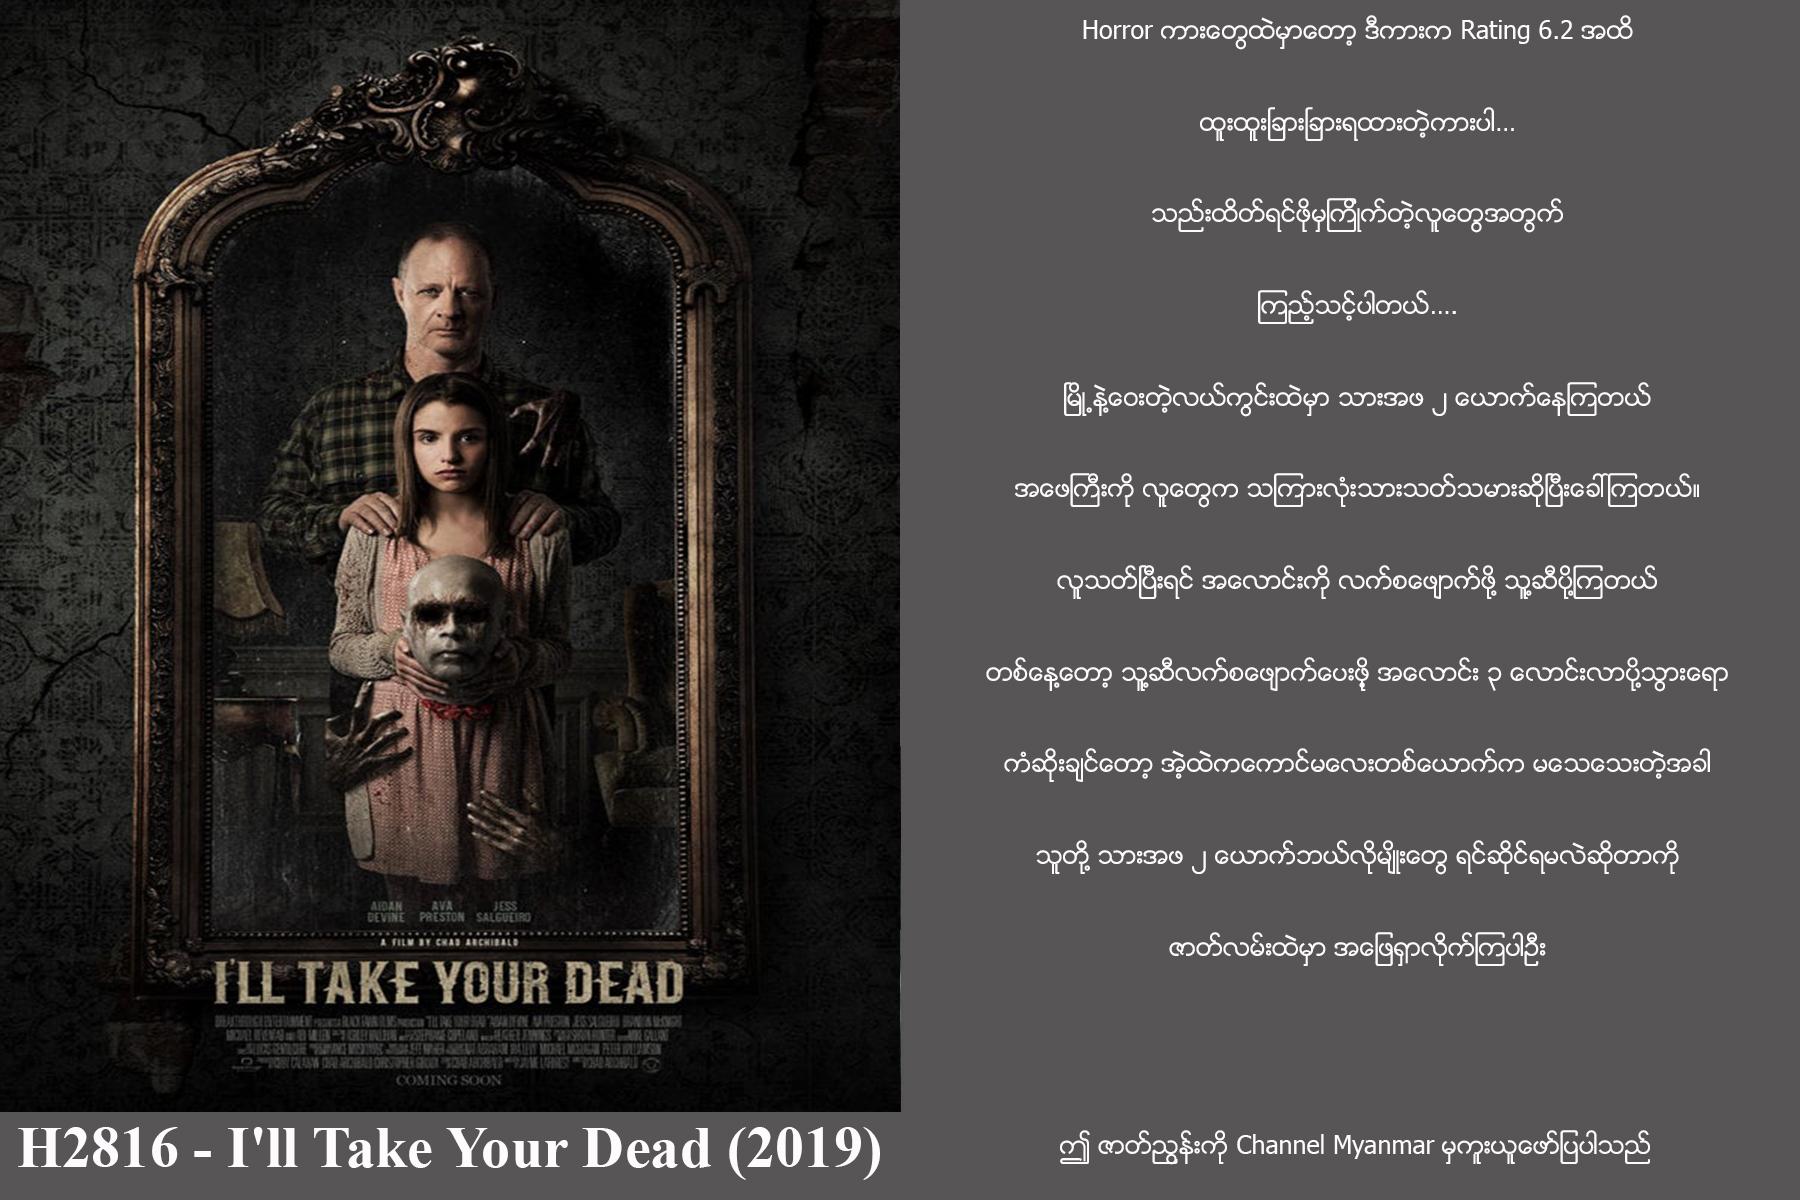 Horror ကားတွေထဲမှာတော့ ဒီကားက Rating 6.2 အထိ
ထူးထူးခြားခြားရထားတဲ့ကားပါ...
သည်းထိတ်ရင်ဖိုမှကြိုက်တဲ့လူတွေအတွက်
ကြည့်သင့်ပါတယ်....
မြို့နဲ့ဝေးတဲ့လယ်ကွင်းထဲမှာ သားအဖ ၂ ယောက်နေကြတယ်
အဖေကြီးကို လူတွေက သကြားလုံးသားသတ်သမားဆိုပြီးခေါ်ကြတယ်။
လူသတ်ပြီးရင် အလောင်းကို လက်စဖျောက်ဖို့ သူ့ဆီပို့ကြတယ်
တစ်နေ့တော့ သူ့ဆီလက်စဖျောက်ပေးဖို့ အလောင်း ၃ လောင်းလာပို့သွားရော
ကံဆိုးချင်တော့ အဲ့ထဲကကောင်မလေးတစ်ယောက်က မသေသေးတဲ့အခါ
သူတို့ သားအဖ ၂ ယောက်ဘယ်လိုမျိုးတွေ ရင်ဆိုင်ရမလဲဆိုတာကို
ဇာတ်လမ်းထဲမှာ အဖြေရှာလိုက်ကြပါဦး
ဤ ဇာတ်ညွှန်းကို Channel Myanmar မှကူးယူဖော်ပြပါသည်
AIDAN DEVINE AVA PRESTON JESS SALGUEIRO
A FILM BY CHAD ARCHIBALD
I'LL TAKE YOUR DEAD
COMING SOON
H2816 - I'll Take Your Dead (2019)